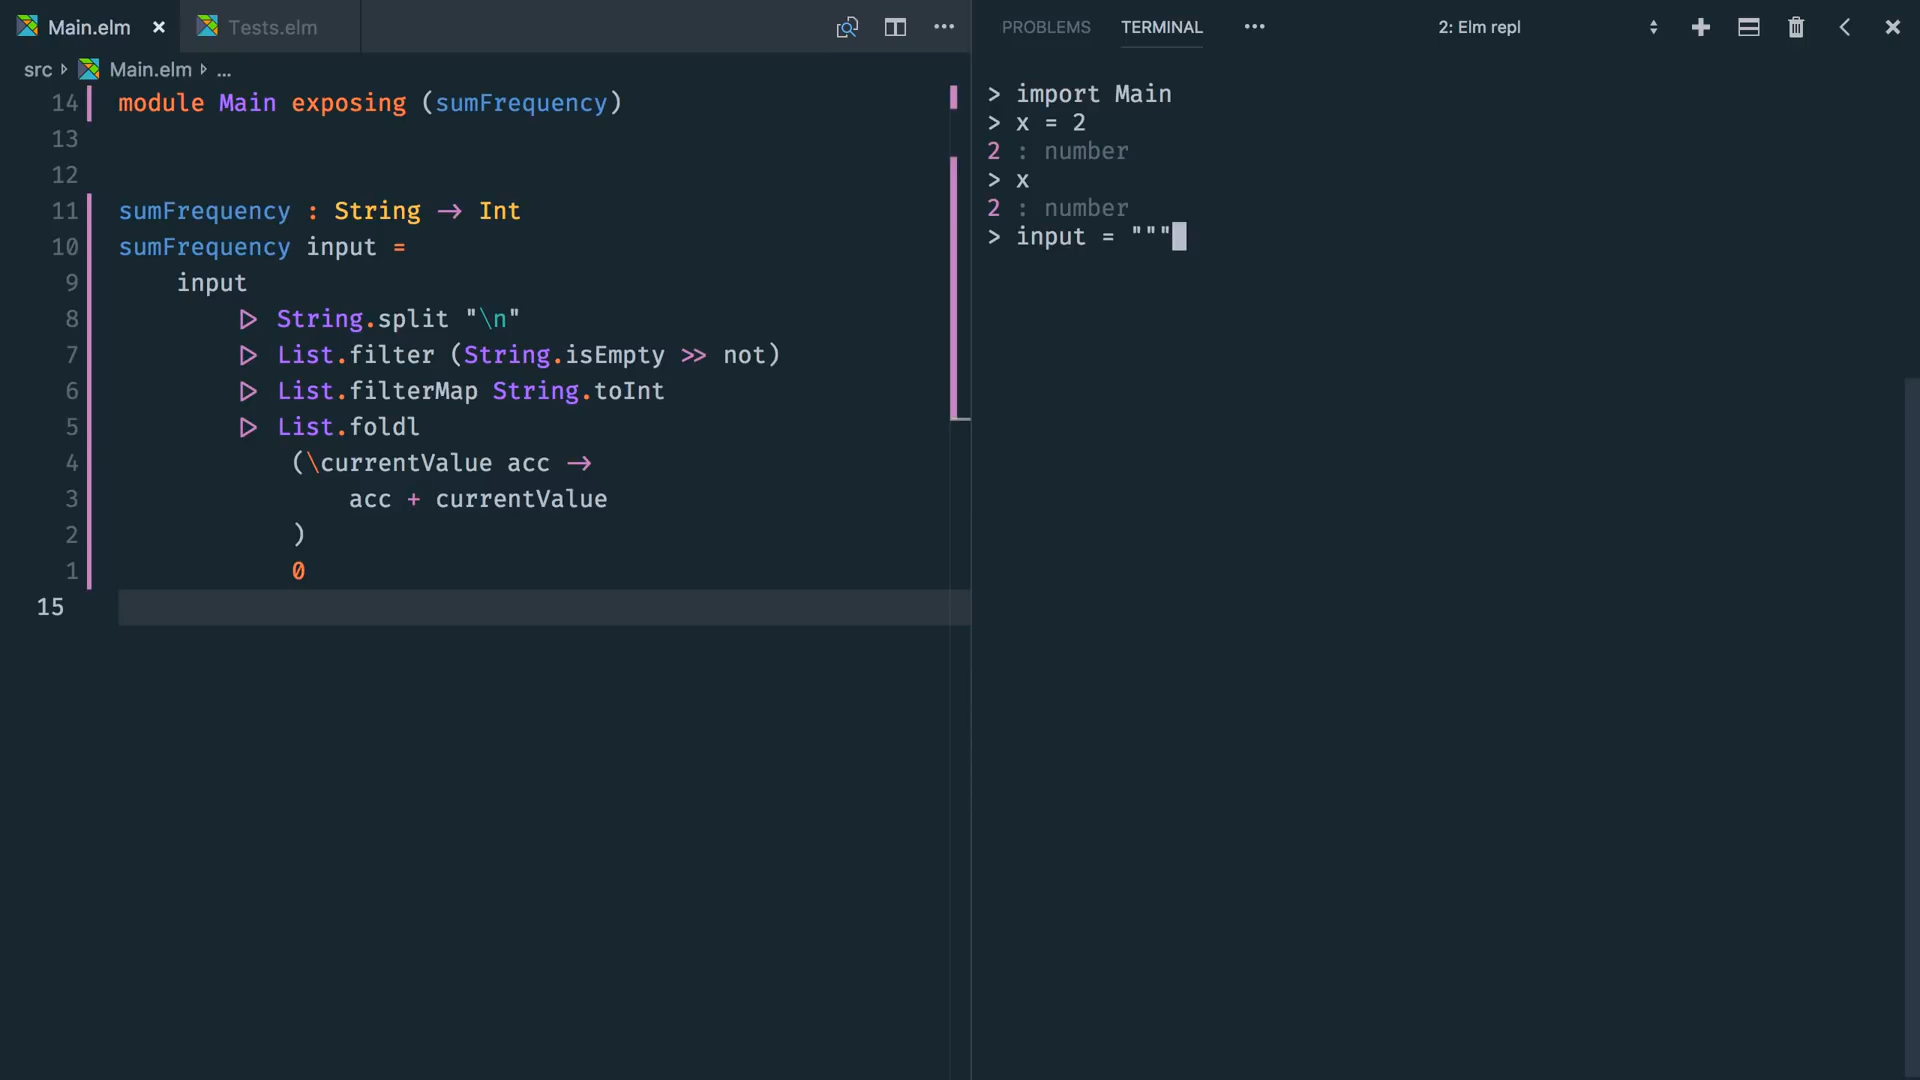 Main.elm
Tests.elm
src Main.elm ...
14 module Main exposing (sumFrequency)
13
12
11 sumFrequency : String → Int
10 sumFrequency input =
9 input
8 ▷ String.split "\n"
7 ▷ List.filter (String.isEmpty >> not)
6 ▷ List.filterMap String.toInt
5 ▷ List.foldl
4 (\currentValue acc →
3 acc + currentValue
2 )
1 0
15
PROBLEMS TERMINAL 2: Elm repl
> import Main
> x = 2
2 : number
> x
2 : number
> input = """